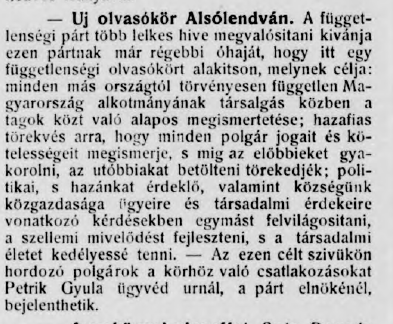 — Uj olvasókör Alsólendván. A függet-
lenségi párt több lelkes hive megvalósitani kivánja
ezen pártnak már régebbi óhaját, hogy itt egy
függetlenségi olvasókört alakitson, melynek célja:
minden más országtól törvényesen független Ma-
gyarország alkotmányának társalgás közben a
tagok közt való alapos megismertetése; hazafias
törekvés arra, hogy minden polgár jogait és kö-
telességeit megismerje, s mig az előbbieket gya-
korolni, az utóbbiakat betölteni törekedjék; poli-
tikai, s hazánkat érdeklő, valamint községünk
közgazdasága ügyeire és társadalmi érdekeire
vonatkozó kérdésekben egymást felvilágositani,
a szellemi mivelődést fejleszteni, s a társadalmi
életet kedélyessé tenni. — Az ezen célt szivükön
hordozó polgárok a körhöz való csatlakozásokat
Petrik Gyula ügyvéd urnál, a párt elnökénél,
bejelenthetik.